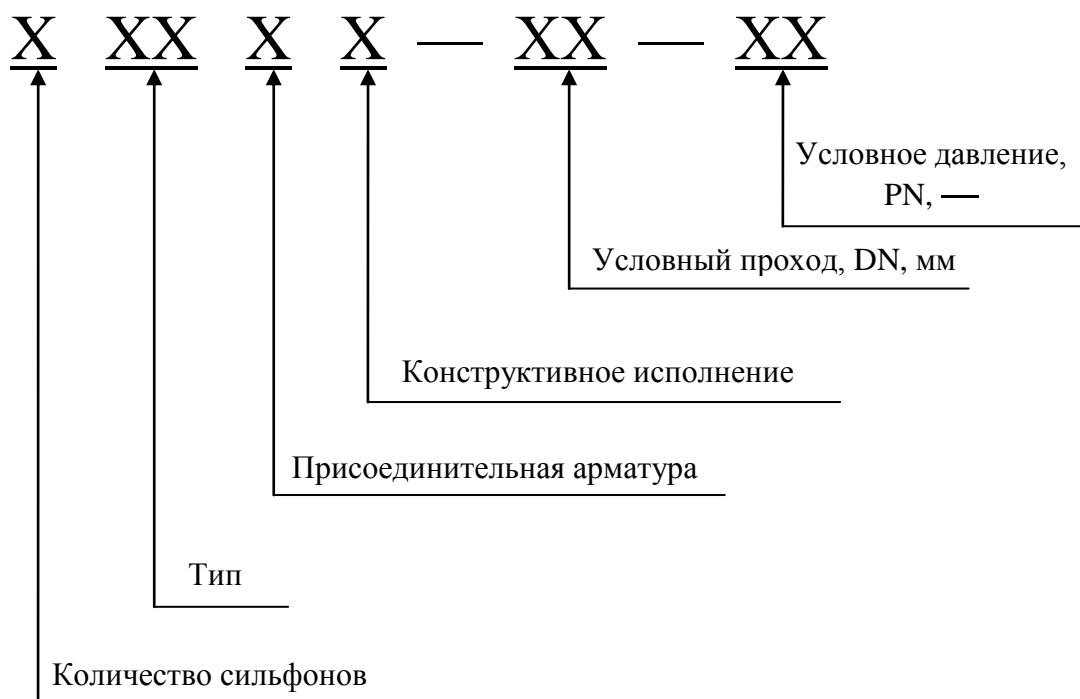 X XX X X — XX — XX
Условное давление,
PN, —
Условный проход, DN, мм
Конструктивное исполнение
Присоединительная арматура
Тип
Количество сильфонов